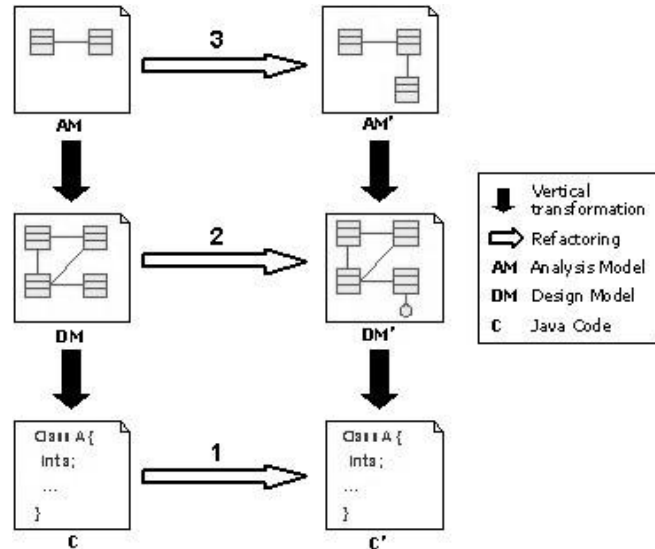 3
AM
AM'
2
DM
DM'
Class A {
int s;
...
}
Class A {
int s;
...
}
1
C
C'
Vertical
transformation
Refactoring
AM Analysis Model
DM Design Model
C Java Code